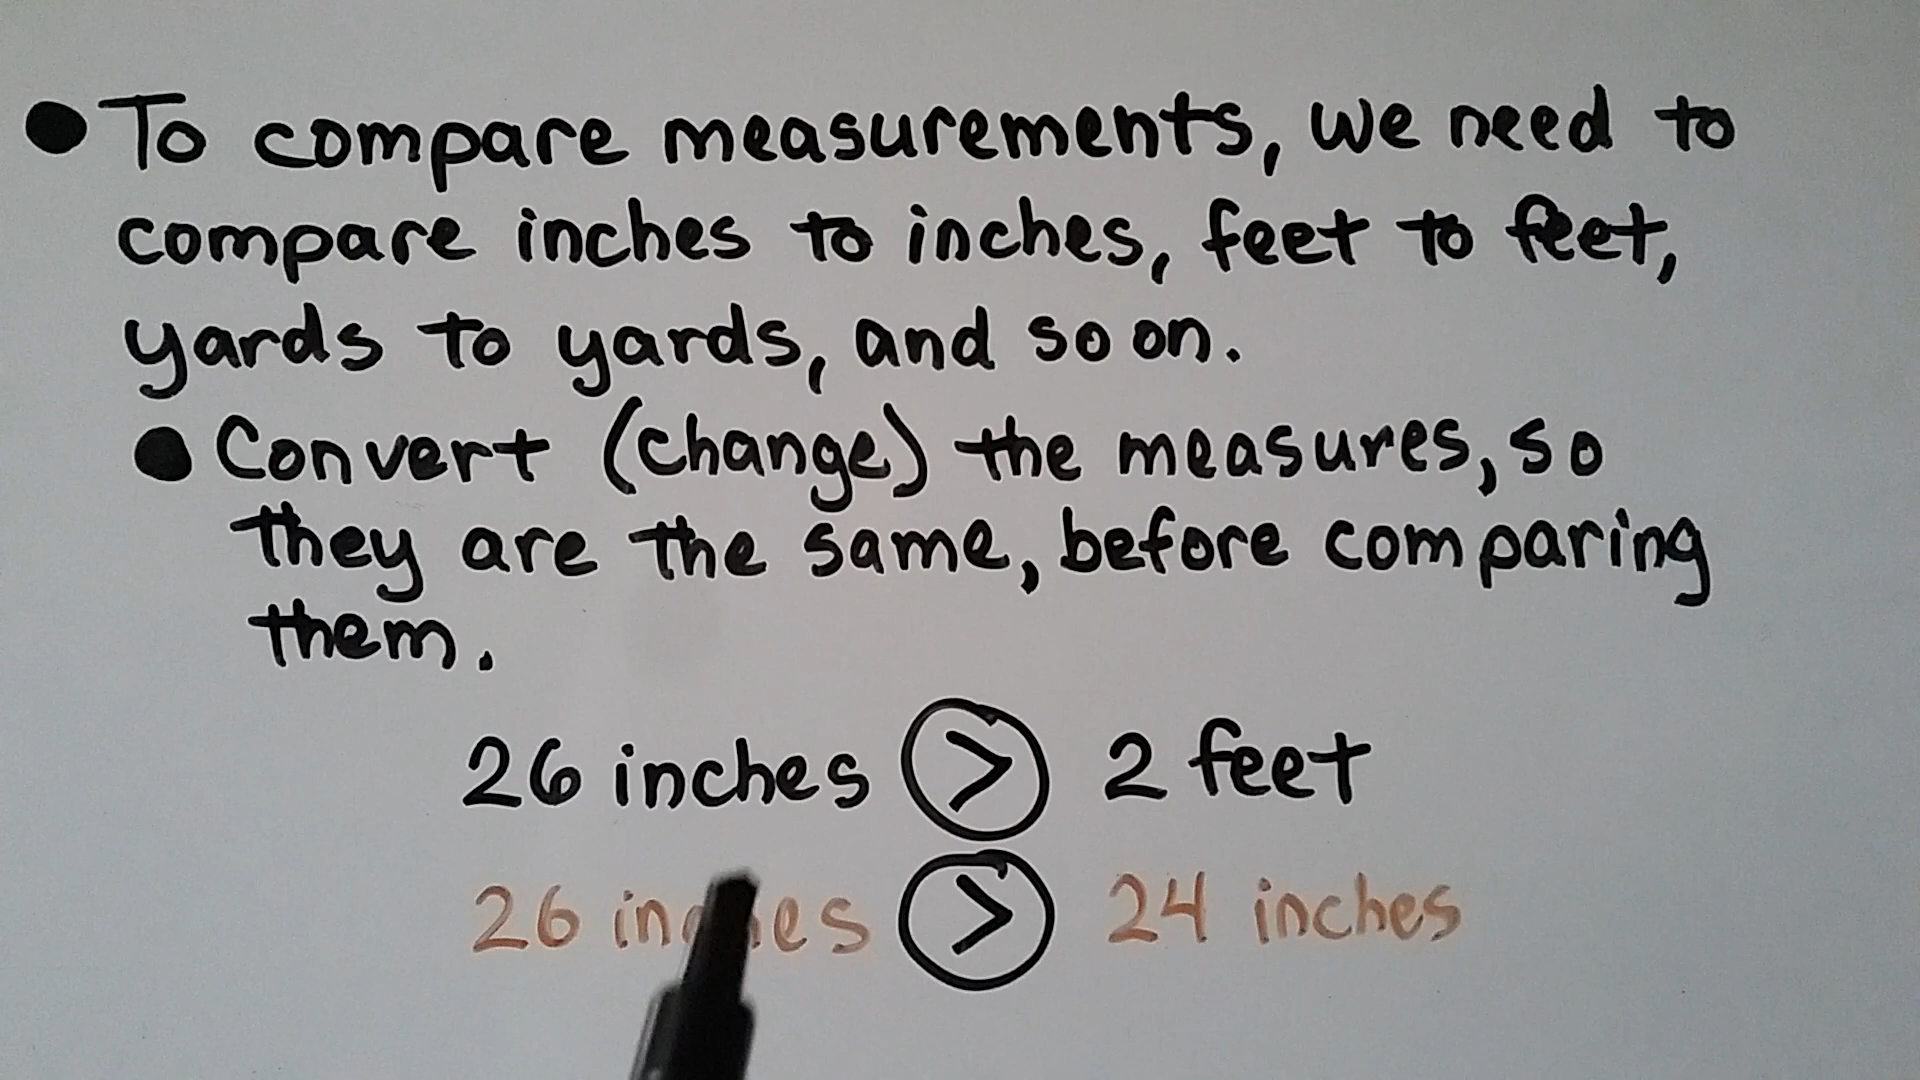 ● To compare measurements, we need to
compare inches to inches, feet to feet,
yards to yards, and so on.
● Convert (change) the measures, so
they are the same, before comparing
them.
26 inches > 2 feet
26 inches > 24 inches